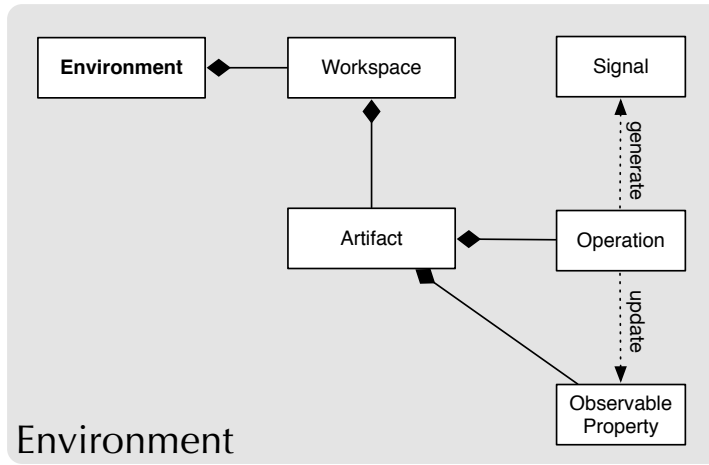 Environment
Workspace
Signal
generate
Artifact
Operation
update
Observable
Property
Environment